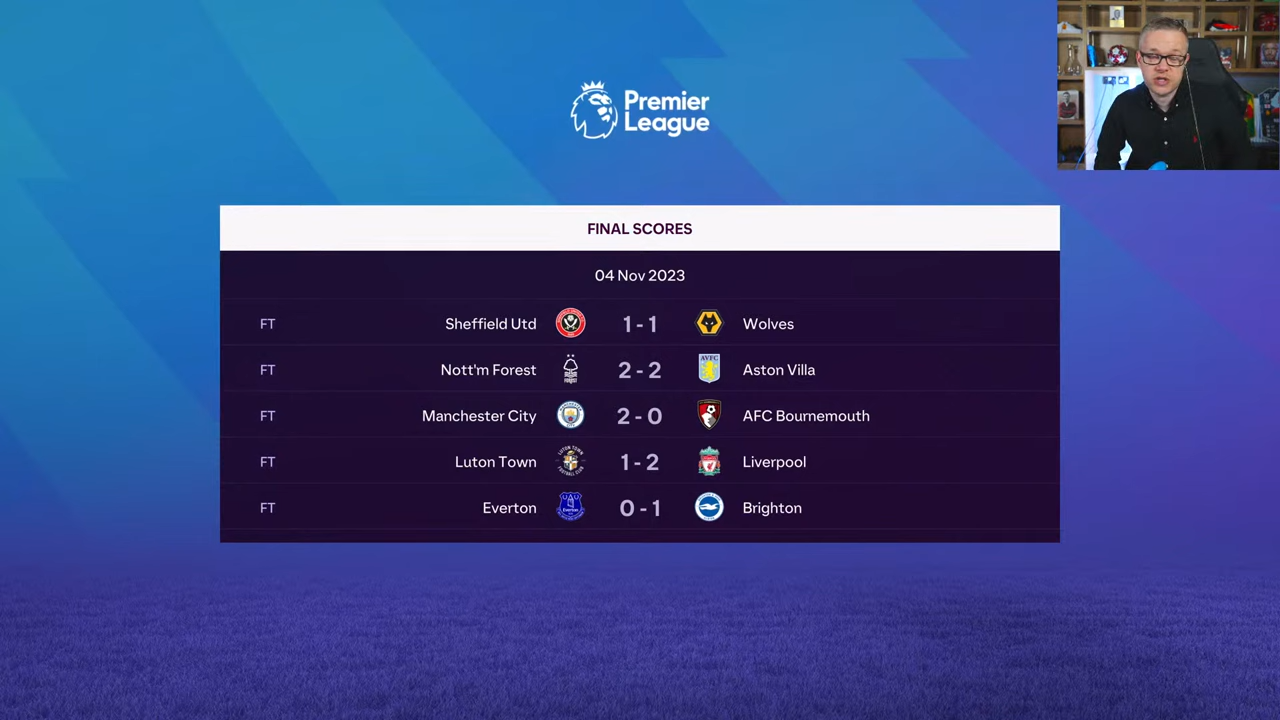 Premier
League
FINAL SCORES
04 Nov 2023
FT Sheffield Utd 1 - 1 Wolves
FT Nott'm Forest 2 - 2 Aston Villa
FT Manchester City 2 - 0 AFC Bournemouth
FT Luton Town 1 - 2 Liverpool
FT Everton 0 - 1 Brighton